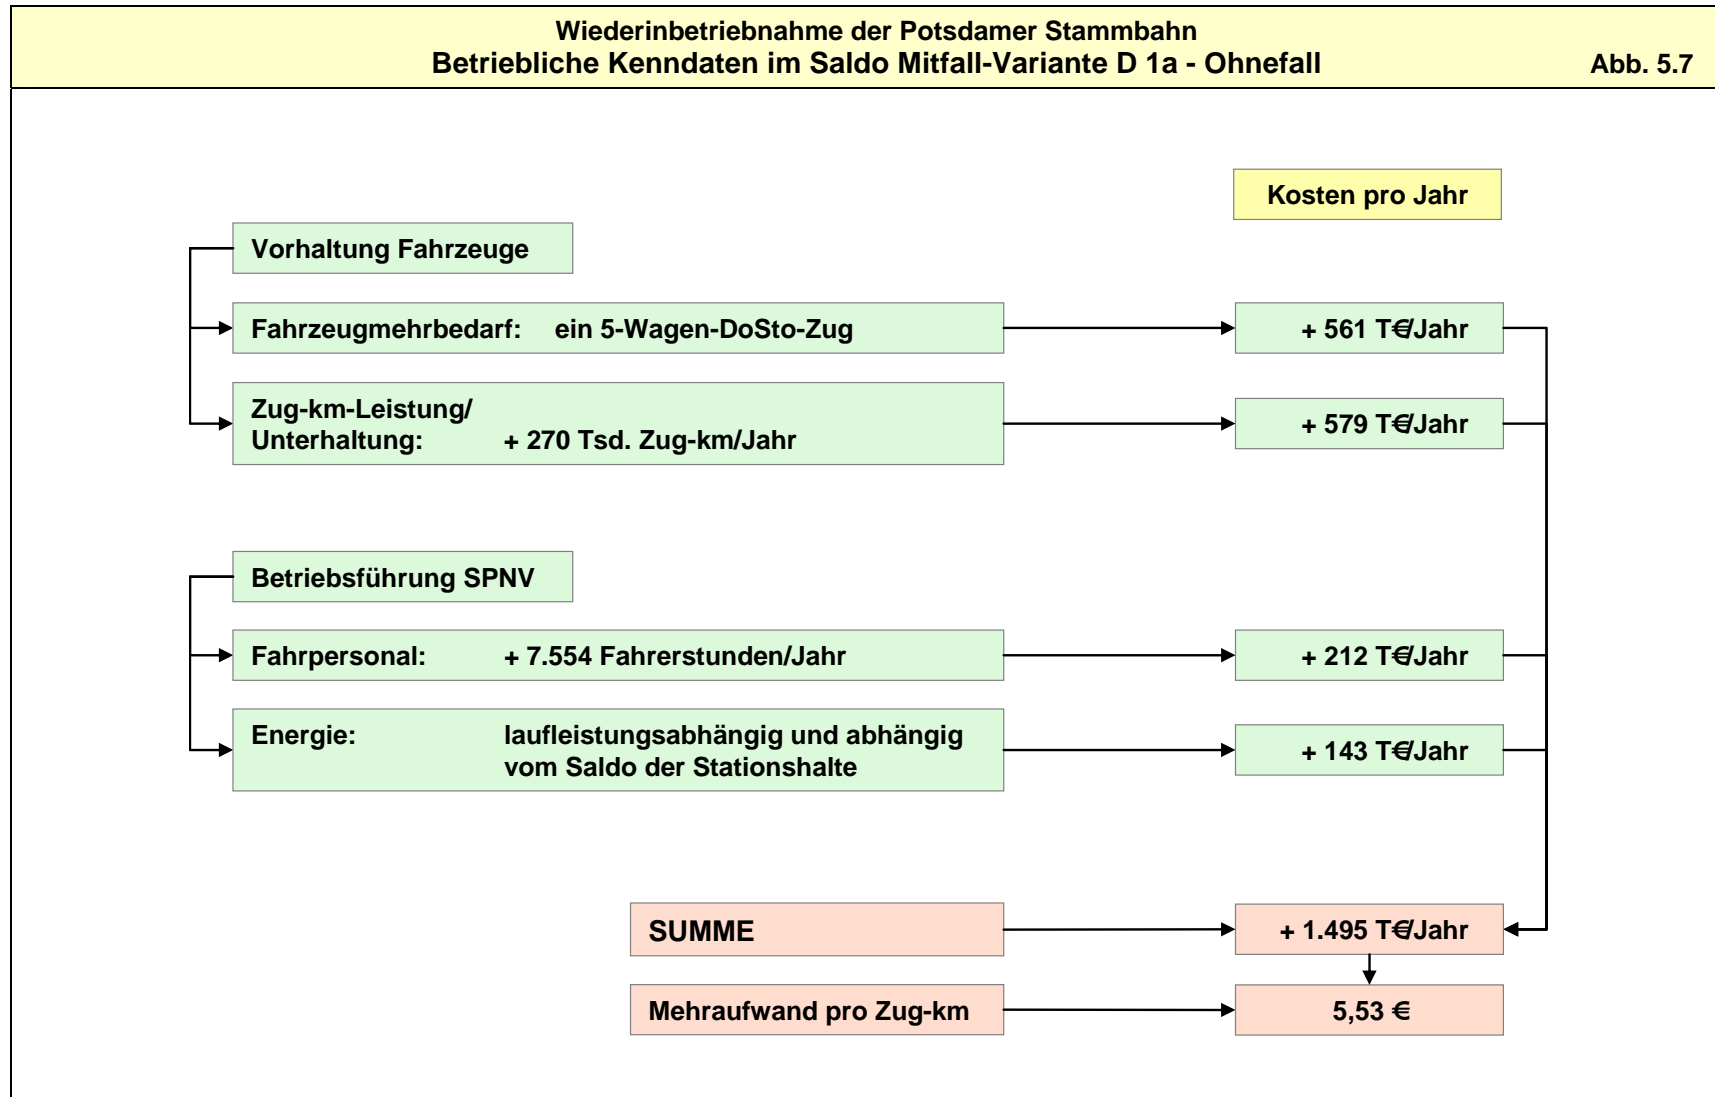 Wiederinbetriebnahme der Potsdamer Stammbahn
Betriebliche Kenndaten im Saldo Mitfall-Variante D 1a - Ohnefall
Abb. 5.7
Kosten pro Jahr
Vorhaltung Fahrzeuge
Fahrzeugmehrbedarf: ein 5-Wagen-DoSto-Zug
+ 561 T€/Jahr
Zug-km-Leistung/
Unterhaltung: + 270 Tsd. Zug-km/Jahr
+ 579 T€/Jahr
Betriebsführung SPNV
Fahrpersonal: + 7.554 Fahrerstunden/Jahr
+ 212 T€/Jahr
Energie: laufleistungsabhängig und abhängig
vom Saldo der Stationshalte
+ 143 T€/Jahr
SUMME
+ 1.495 T€/Jahr
Mehraufwand pro Zug-km
5,53 €